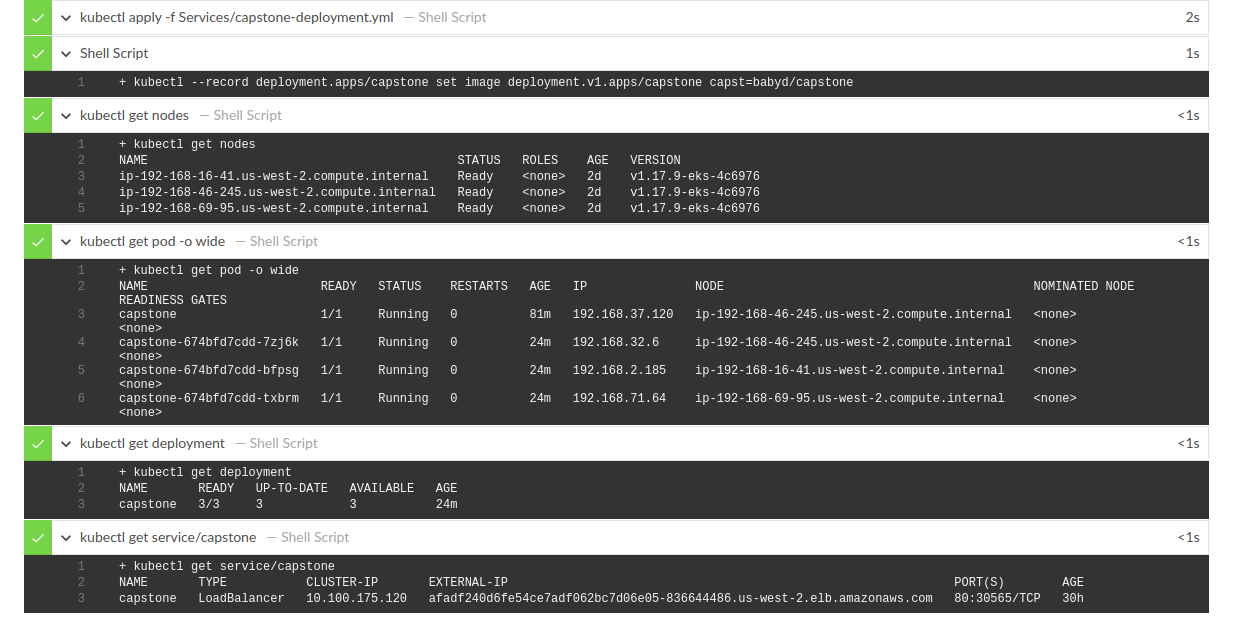 kubectl apply -f Services/capstone-deployment.yml — Shell Script 2s
Shell Script 1s
1 + kubectl --record deployment.apps/capstone set image deployment.v1.apps/capstone capst=babyd/capstone
kubectl get nodes — Shell Script <1s
1 + kubectl get nodes
2 NAME STATUS ROLES AGE VERSION
3 ip-192-168-16-41.us-west-2.compute.internal Ready <none> 2d v1.17.9-eks-4c6976
4 ip-192-168-46-245.us-west-2.compute.internal Ready <none> 2d v1.17.9-eks-4c6976
5 ip-192-168-69-95.us-west-2.compute.internal Ready <none> 2d v1.17.9-eks-4c6976
kubectl get pod -o wide — Shell Script <1s
1 + kubectl get pod -o wide
2 NAME READY STATUS RESTARTS AGE IP NODE NOMINATED NODE
READINESS GATES
3 capstone 1/1 Running 0 81m 192.168.37.120 ip-192-168-46-245.us-west-2.compute.internal <none>
<none>
4 capstone-674bfd7cdd-7zj6k 1/1 Running 0 24m 192.168.32.6 ip-192-168-46-245.us-west-2.compute.internal <none>
<none>
5 capstone-674bfd7cdd-bfpsg 1/1 Running 0 24m 192.168.2.185 ip-192-168-16-41.us-west-2.compute.internal <none>
<none>
6 capstone-674bfd7cdd-txbrm 1/1 Running 0 24m 192.168.71.64 ip-192-168-69-95.us-west-2.compute.internal <none>
<none>
kubectl get deployment — Shell Script <1s
1 + kubectl get deployment
2 NAME READY UP-TO-DATE AVAILABLE AGE
3 capstone 3/3 3 3 24m
kubectl get service/capstone — Shell Script <1s
1 + kubectl get service/capstone
2 NAME TYPE CLUSTER-IP EXTERNAL-IP PORT(S) AGE
3 capstone LoadBalancer 10.100.175.120 afadf240d6fe54ce7adf062bc7d06e05-836644486.us-west-2.elb.amazonaws.com 80:30565/TCP 30h